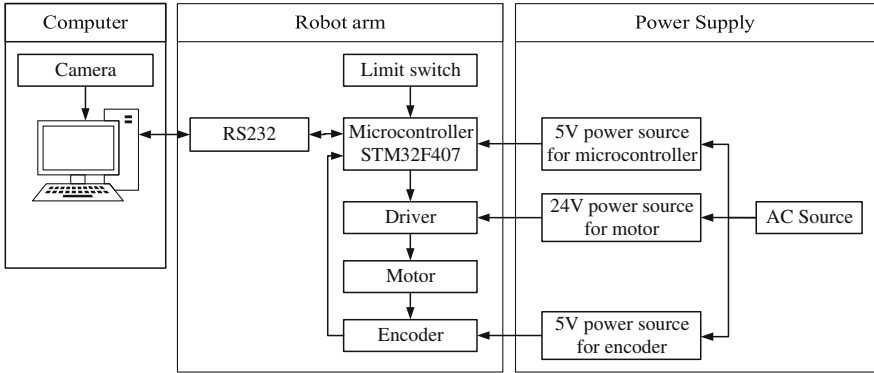 Computer
Camera
Robot arm
Limit switch
RS232
Microcontroller
STM32F407
Driver
Motor
Encoder
Power Supply
5V power source
for microcontroller
24V power source
for motor
AC Source
5V power source
for encoder